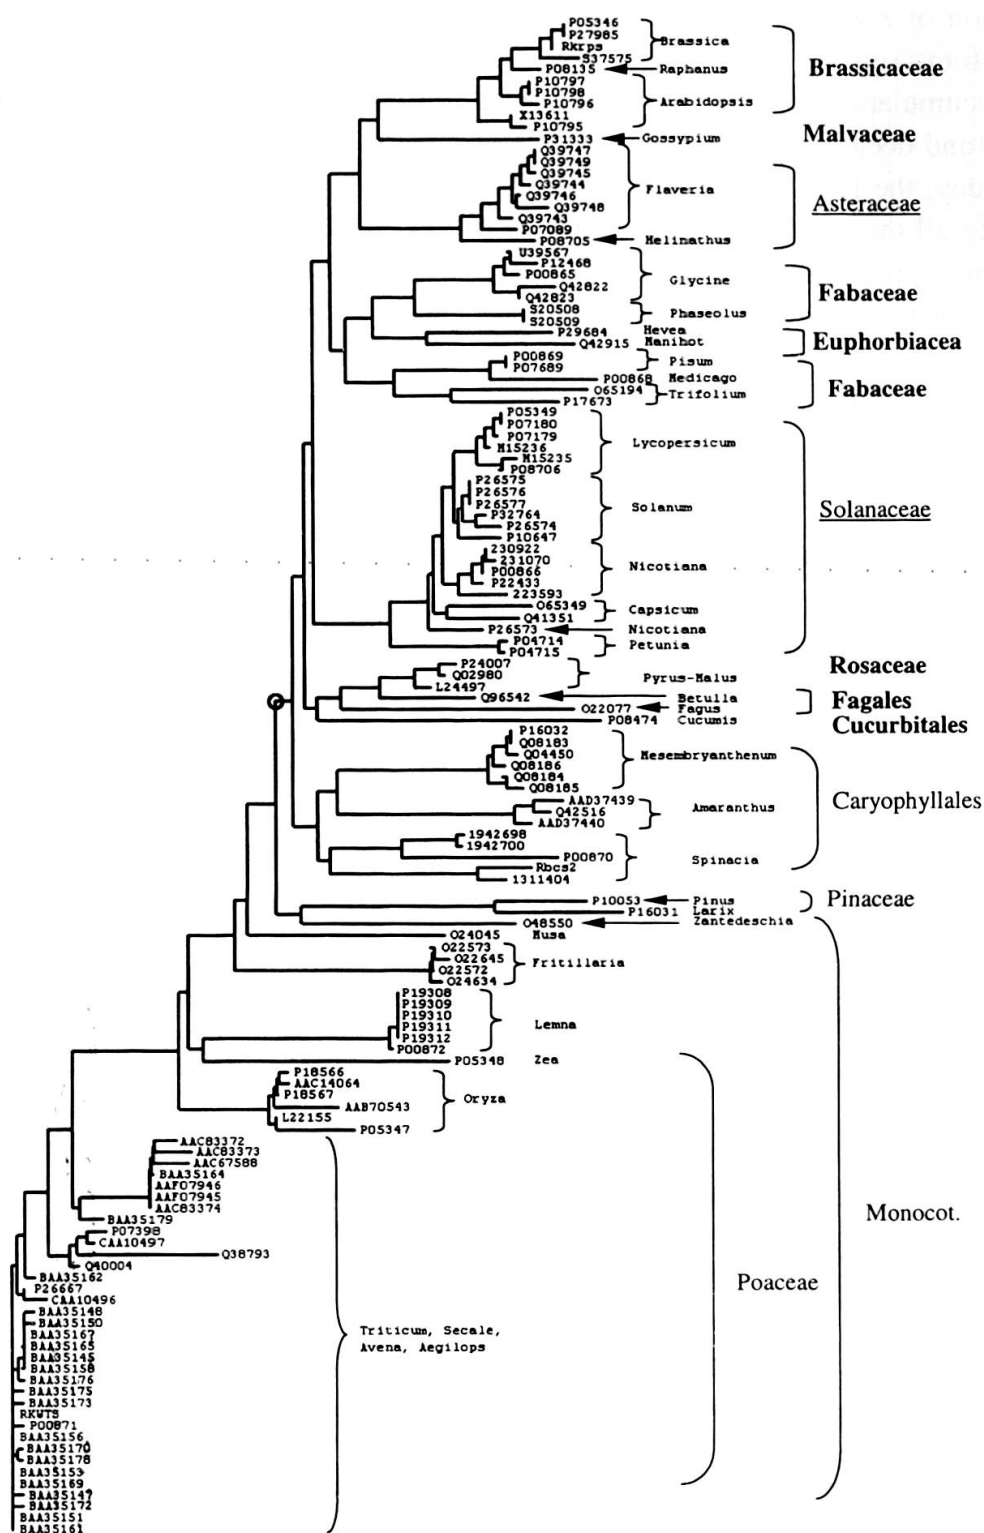 P05346
P27985 Brassica
Rkrps
S37575
P08135 Raphanus Brassicaceae
P10797
P10798 Arabidopsis
P10796
X13611
P10795 Malvaceae
P31333 Gossypium
Q39747
Q39749
Q39745
Q39744 Flaveria
Q39746 Asteraceae
Q39748
Q39743
P07089
P08705 Helinathus
U39567
P12468
P00865 Glycine
Q42822 Fabaceae
Q42823
S20508 Phaseolus
S20509
P29684 Hevea
Q42915 Manihot Euphorbiacea
P00869 Pisum
P07689
P00868 Medicago Fabaceae
O65194 Trifolium
P17673
P05349
P07180
P07179 Lycopersicum
M15236
M15235
P08706
P26575
P26576
P26577 Solanum Solanaceae
P32764
P26574
P10647
230922
231070
P00866 Nicotiana
P22433
223593
O65349 Capsicum
Q41351
P26573 Nicotiana
P04714 Petunia
P04715
P24007 Rosaceae
Q02980 Pyrus-Malus
L24497
Q96542 Betulla Fagales
O22077 Fagus
P08474 Cucumis Cucurbitales
P16032
Q08183
Q04450 Mesembryanthenum
Q08186
Q08184
Q08185
AAD37439 Caryophyllales
Q42516 Amaranthus
AAD37440
1942698
1942700
P00870 Spinacia
Rbcs2
1311404
P10053 Pinus Pinaceae
P16031 Larix
O48550 Zantedeschia
O24045 Musa
O22573
O22645 Fritillaria
O22572
O24634
P19308
P19309
P19310
P19311 Lemna
P19312
P00872
P05348 Zea
P18566
AAC14064
P18567 Oryza
AAB70543
L22155
P05347
AAC83372
AAC83373
AAC67588
BAA35164
AAF07946
AAF07945
AAC83374
BAA35179 Monocot.
P07398
CAA10497
Q38793
Q40004
BAA35162 Poaceae
P26667
CAA10496
BAA35148
BAA35150
BAA35167 Triticum, Secale,
BAA35165 Avena, Aegilops
BAA35145
BAA35158
BAA35176
BAA35175
BAA35173
RKWTS
P00871
BAA35156
BAA35170
BAA35178
BAA35153
BAA35169
BAA35147
BAA35172
BAA35151
BAA35161